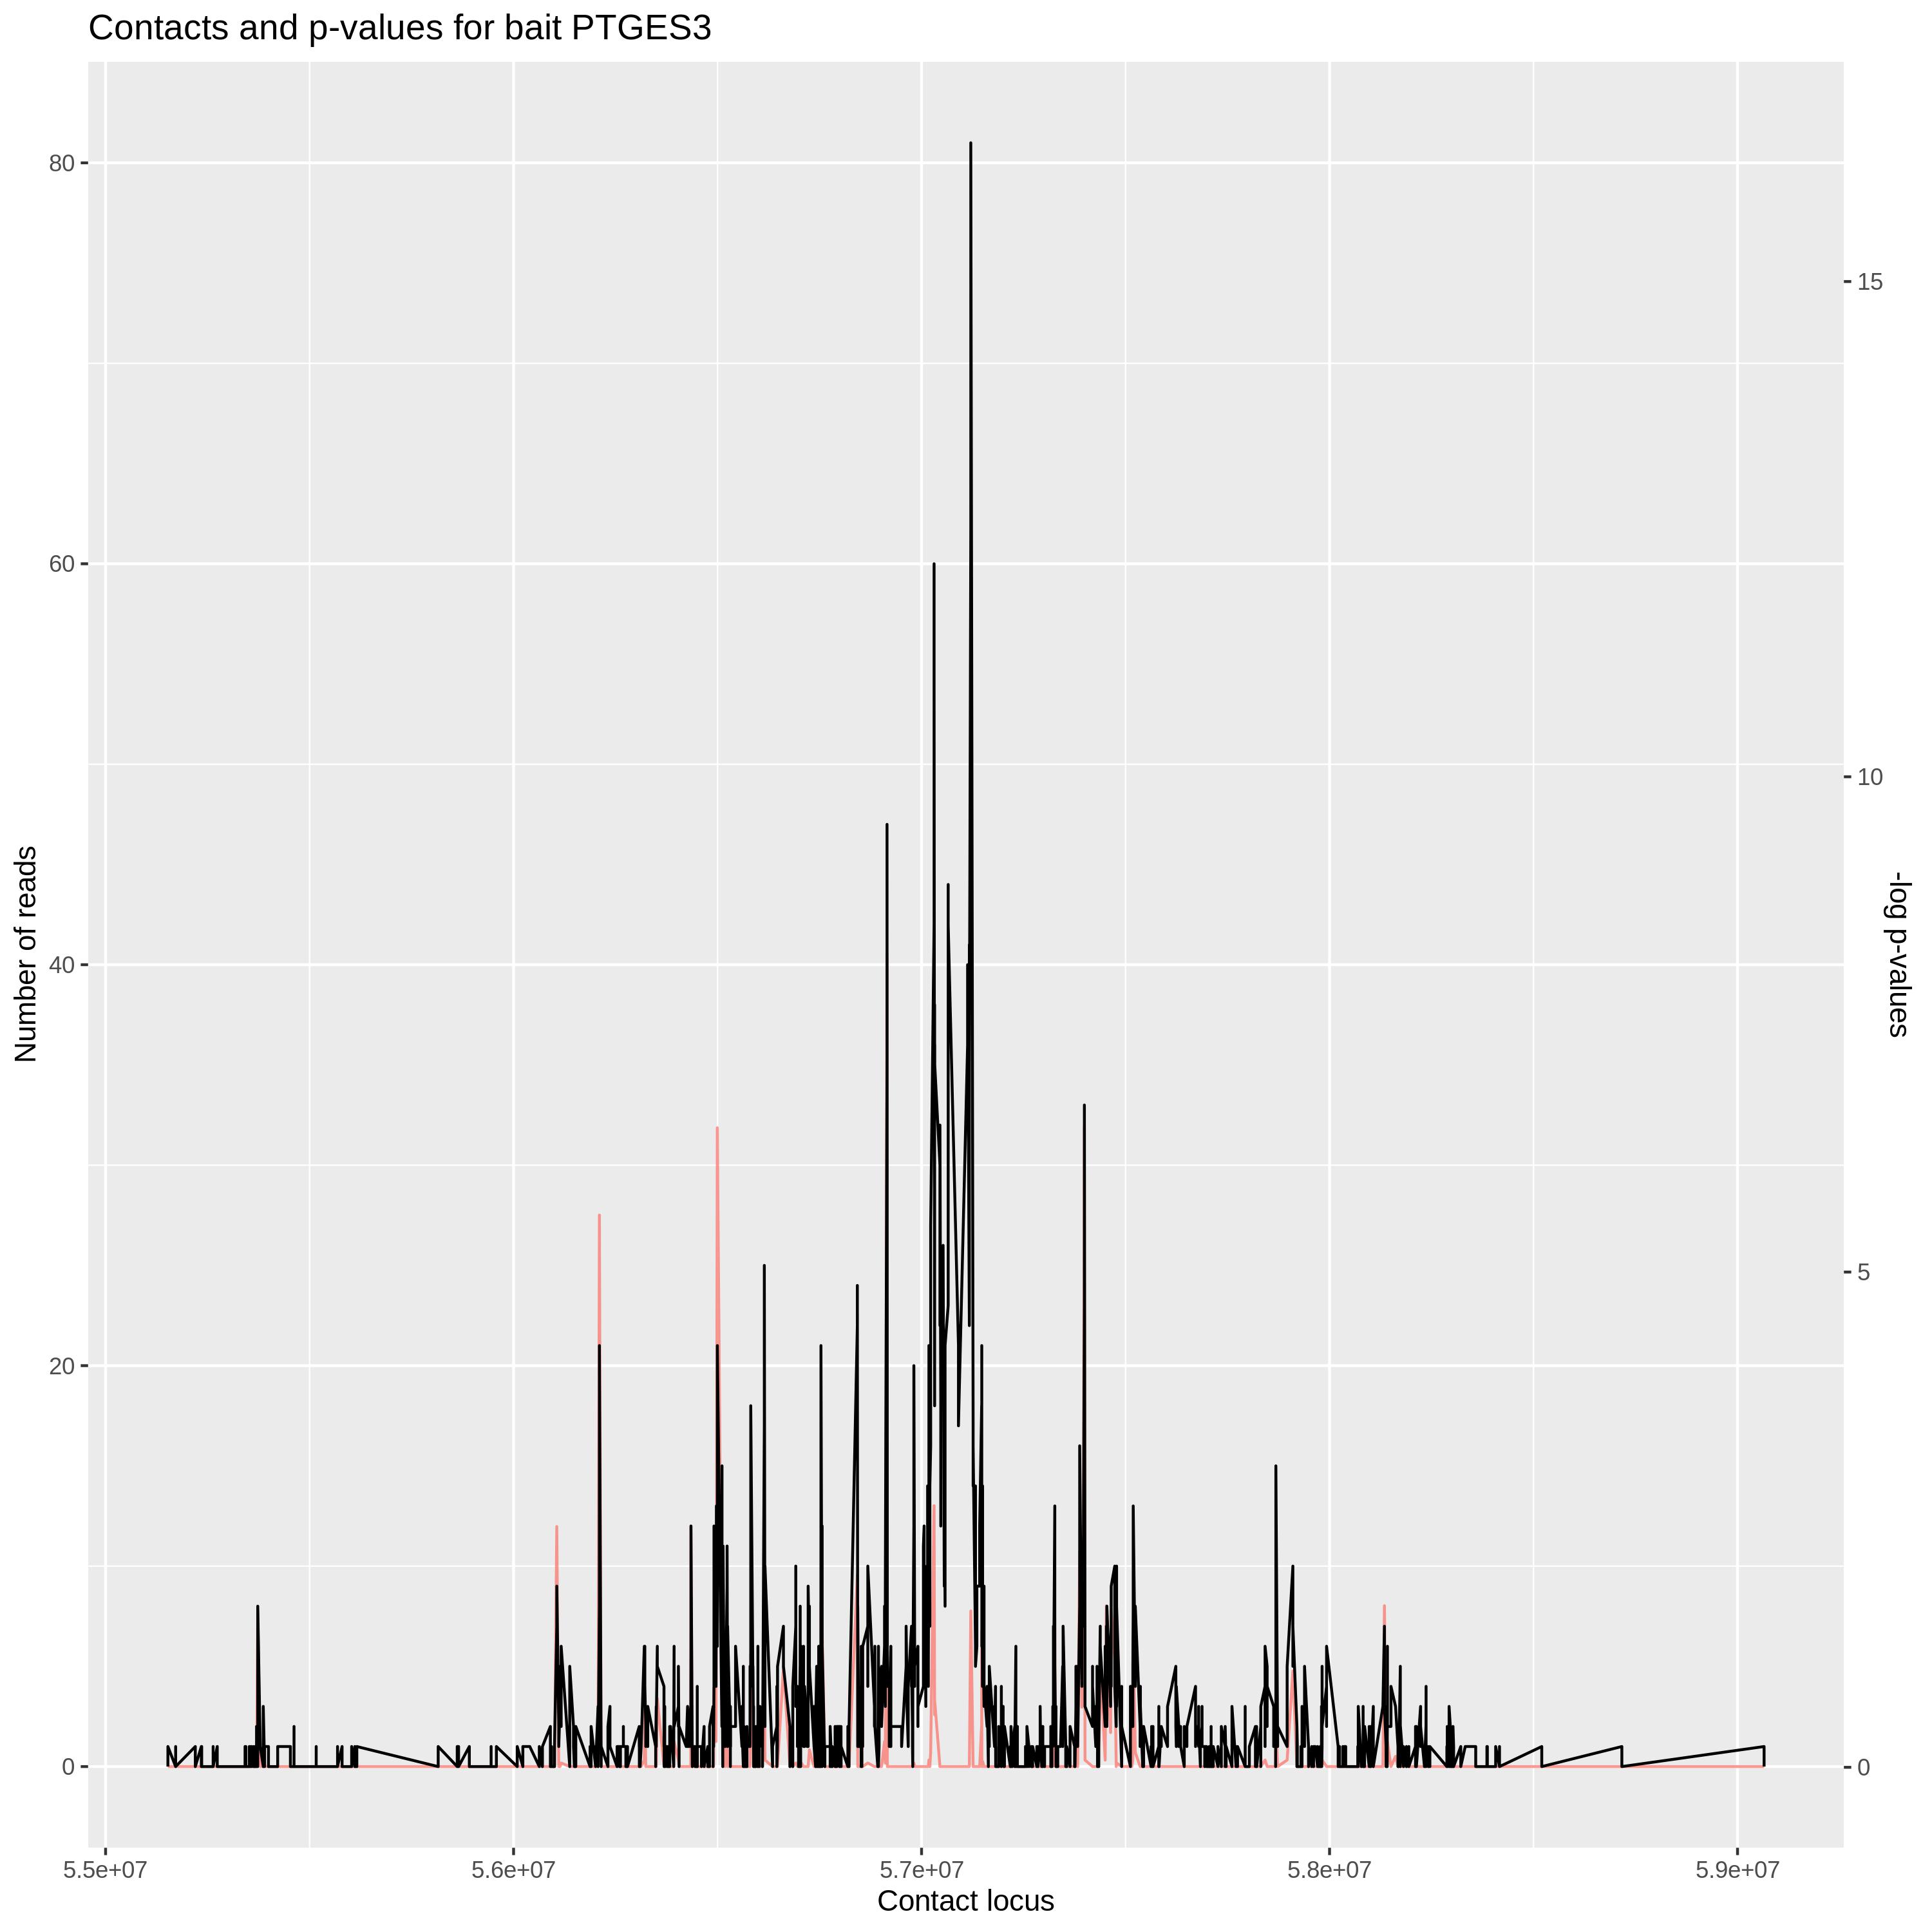 Contacts and p-values for bait PTGES3
80
60
40
20
0
Number of reads
15
10
5
0
-log p-values
5.5e+07
5.6e+07
5.7e+07
5.8e+07
5.9e+07
Contact locus